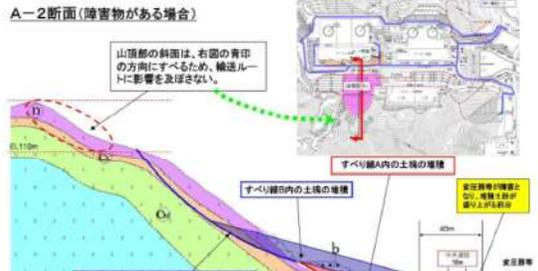 A-2断面(障害物がある場合)
山頂部の斜面は、右図の青印
の方向にすべるため、輸送ルー
トに影響を及ぼさない。
D
EL110m
すべり線A内の土塊の堆積
すべり線B内の土塊の堆積
変圧器等が障害と
なり、堆積土砂が
盛り上がる部分
b
40m
変圧器等